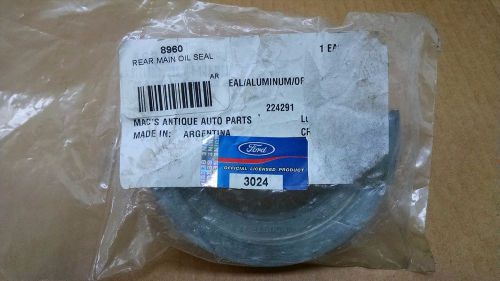 8960
REAR MAIN OIL SEAL
1 EA
AR
EAL/ALUMINUM/OR
224291
MAC'S ANTIQUE AUTO PARTS
MADE IN: ARGENTINA
Ford
OFFICIAL LICENSED PRODUCT
3024